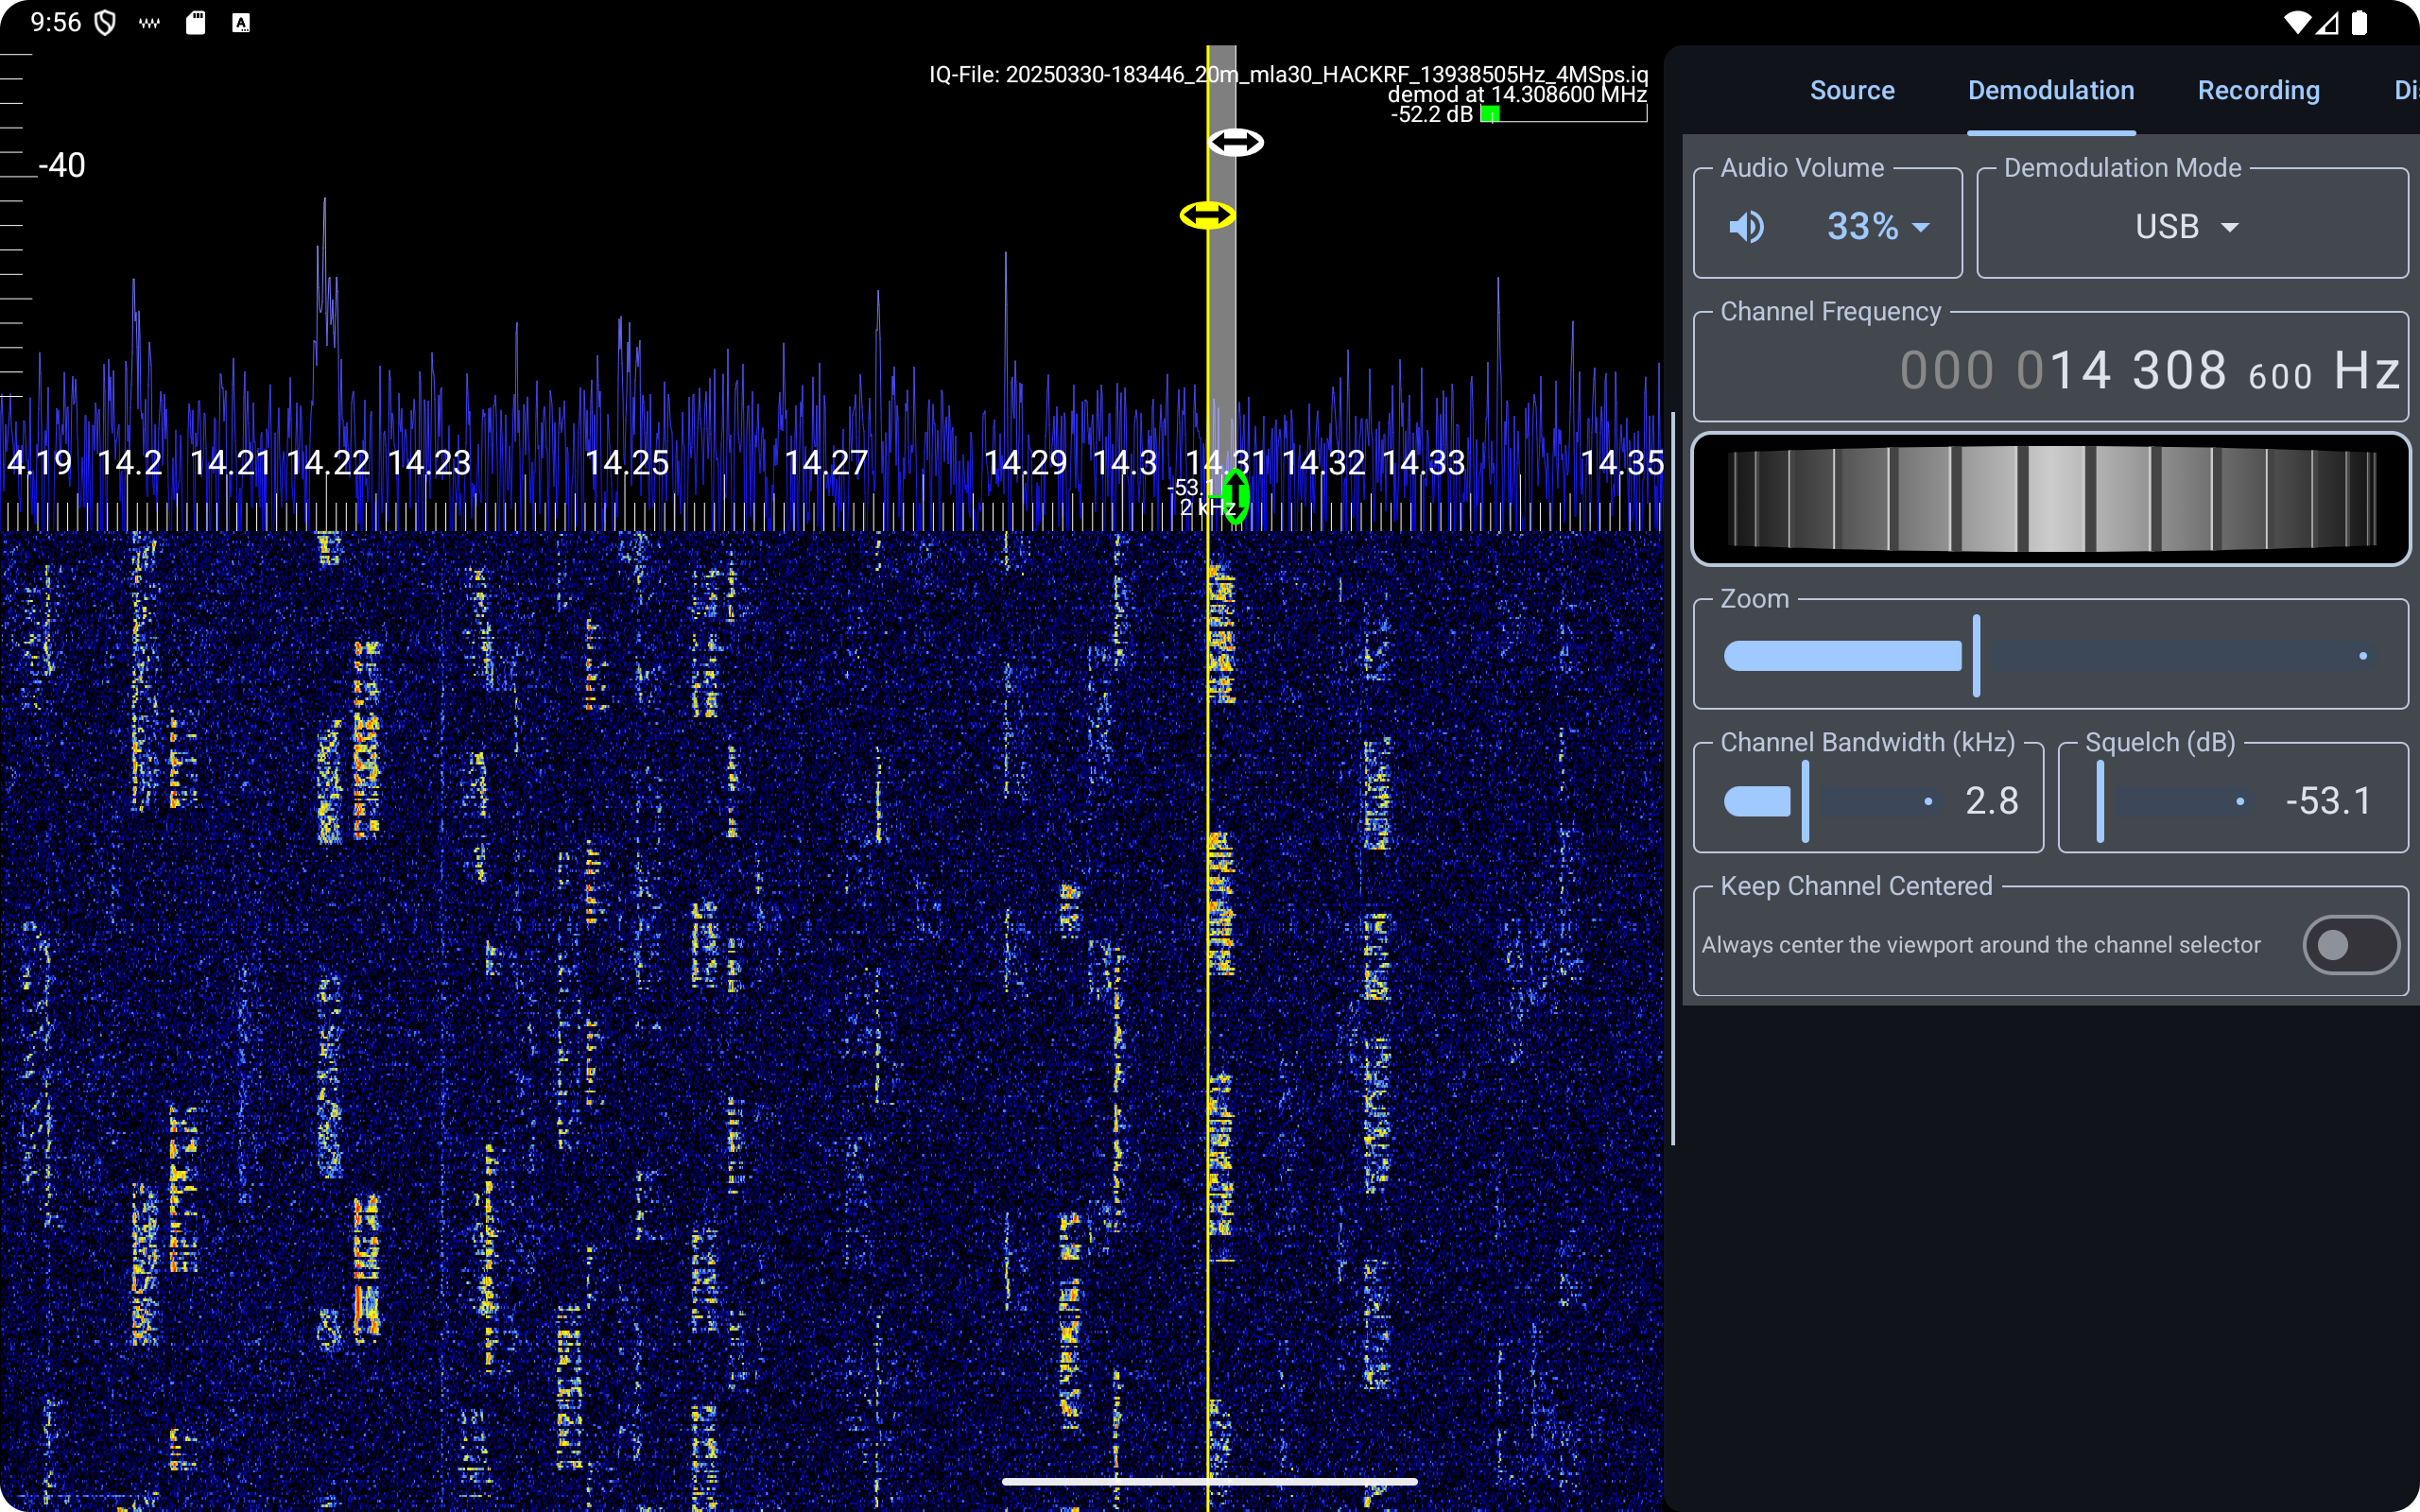 9:56
IQ-File: 20250330-183446_20m_mla30_HACKRF_13938505Hz_4MSps.iq
demod at 14.308600 MHz
-52.2 dB
-40
4.19 14.2 14.21 14.22 14.23 14.25 14.27 14.29 14.3 14.31 14.32 14.33 14.35
-53.1
2 kHz
Source Demodulation Recording Di
Audio Volume
33%
Demodulation Mode
USB
Channel Frequency
000 014 308 600 Hz
Zoom
Channel Bandwidth (kHz)
2.8
Squelch (dB)
-53.1
Keep Channel Centered
Always center the viewport around the channel selector